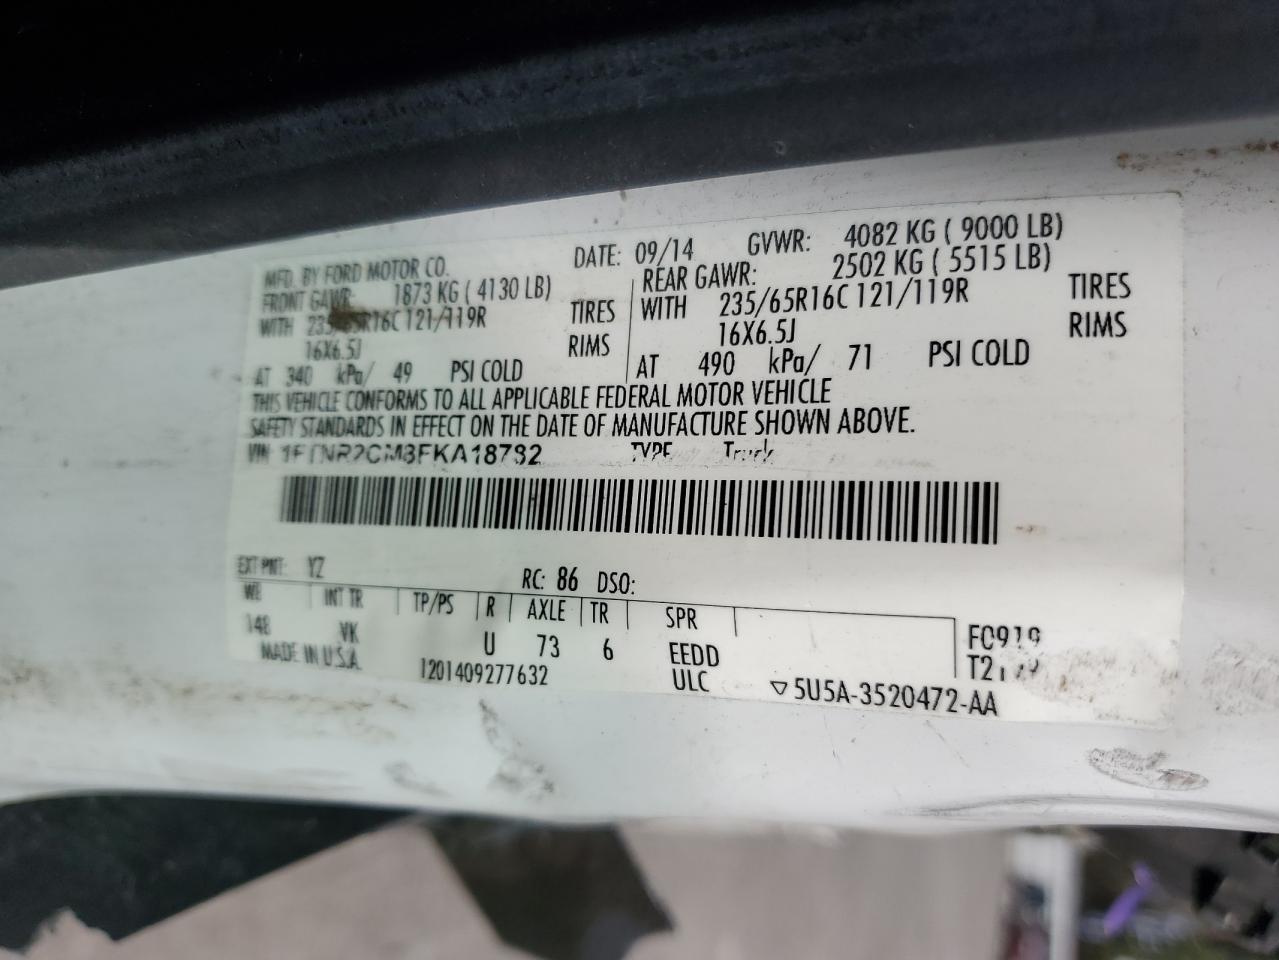 MFD. BY FORD MOTOR CO. DATE: 09/14 GVWR: 4082 KG ( 9000 LB)
FRONT GAWR: 1873 KG ( 4130 LB) REAR GAWR: 2502 KG ( 5515 LB)
WITH 235/65R16C 121/119R TIRES WITH 235/65R16C 121/119R TIRES
16X6.5J RIMS 16X6.5J RIMS
AT 340 kPa/ 49 PSI COLD AT 490 kPa/ 71 PSI COLD
THIS VEHICLE CONFORMS TO ALL APPLICABLE FEDERAL MOTOR VEHICLE
SAFETY STANDARDS IN EFFECT ON THE DATE OF MANUFACTURE SHOWN ABOVE.
VIN: TYPE: Truck
EXT PNT: YZ RC: 86 DSO:
WB INT TR TP/PS R AXLE TR SPR
148 VK U 73 6 EEDD
MADE IN U.S.A. 1201409277632 ULC ▽5U5A-3520472-AA